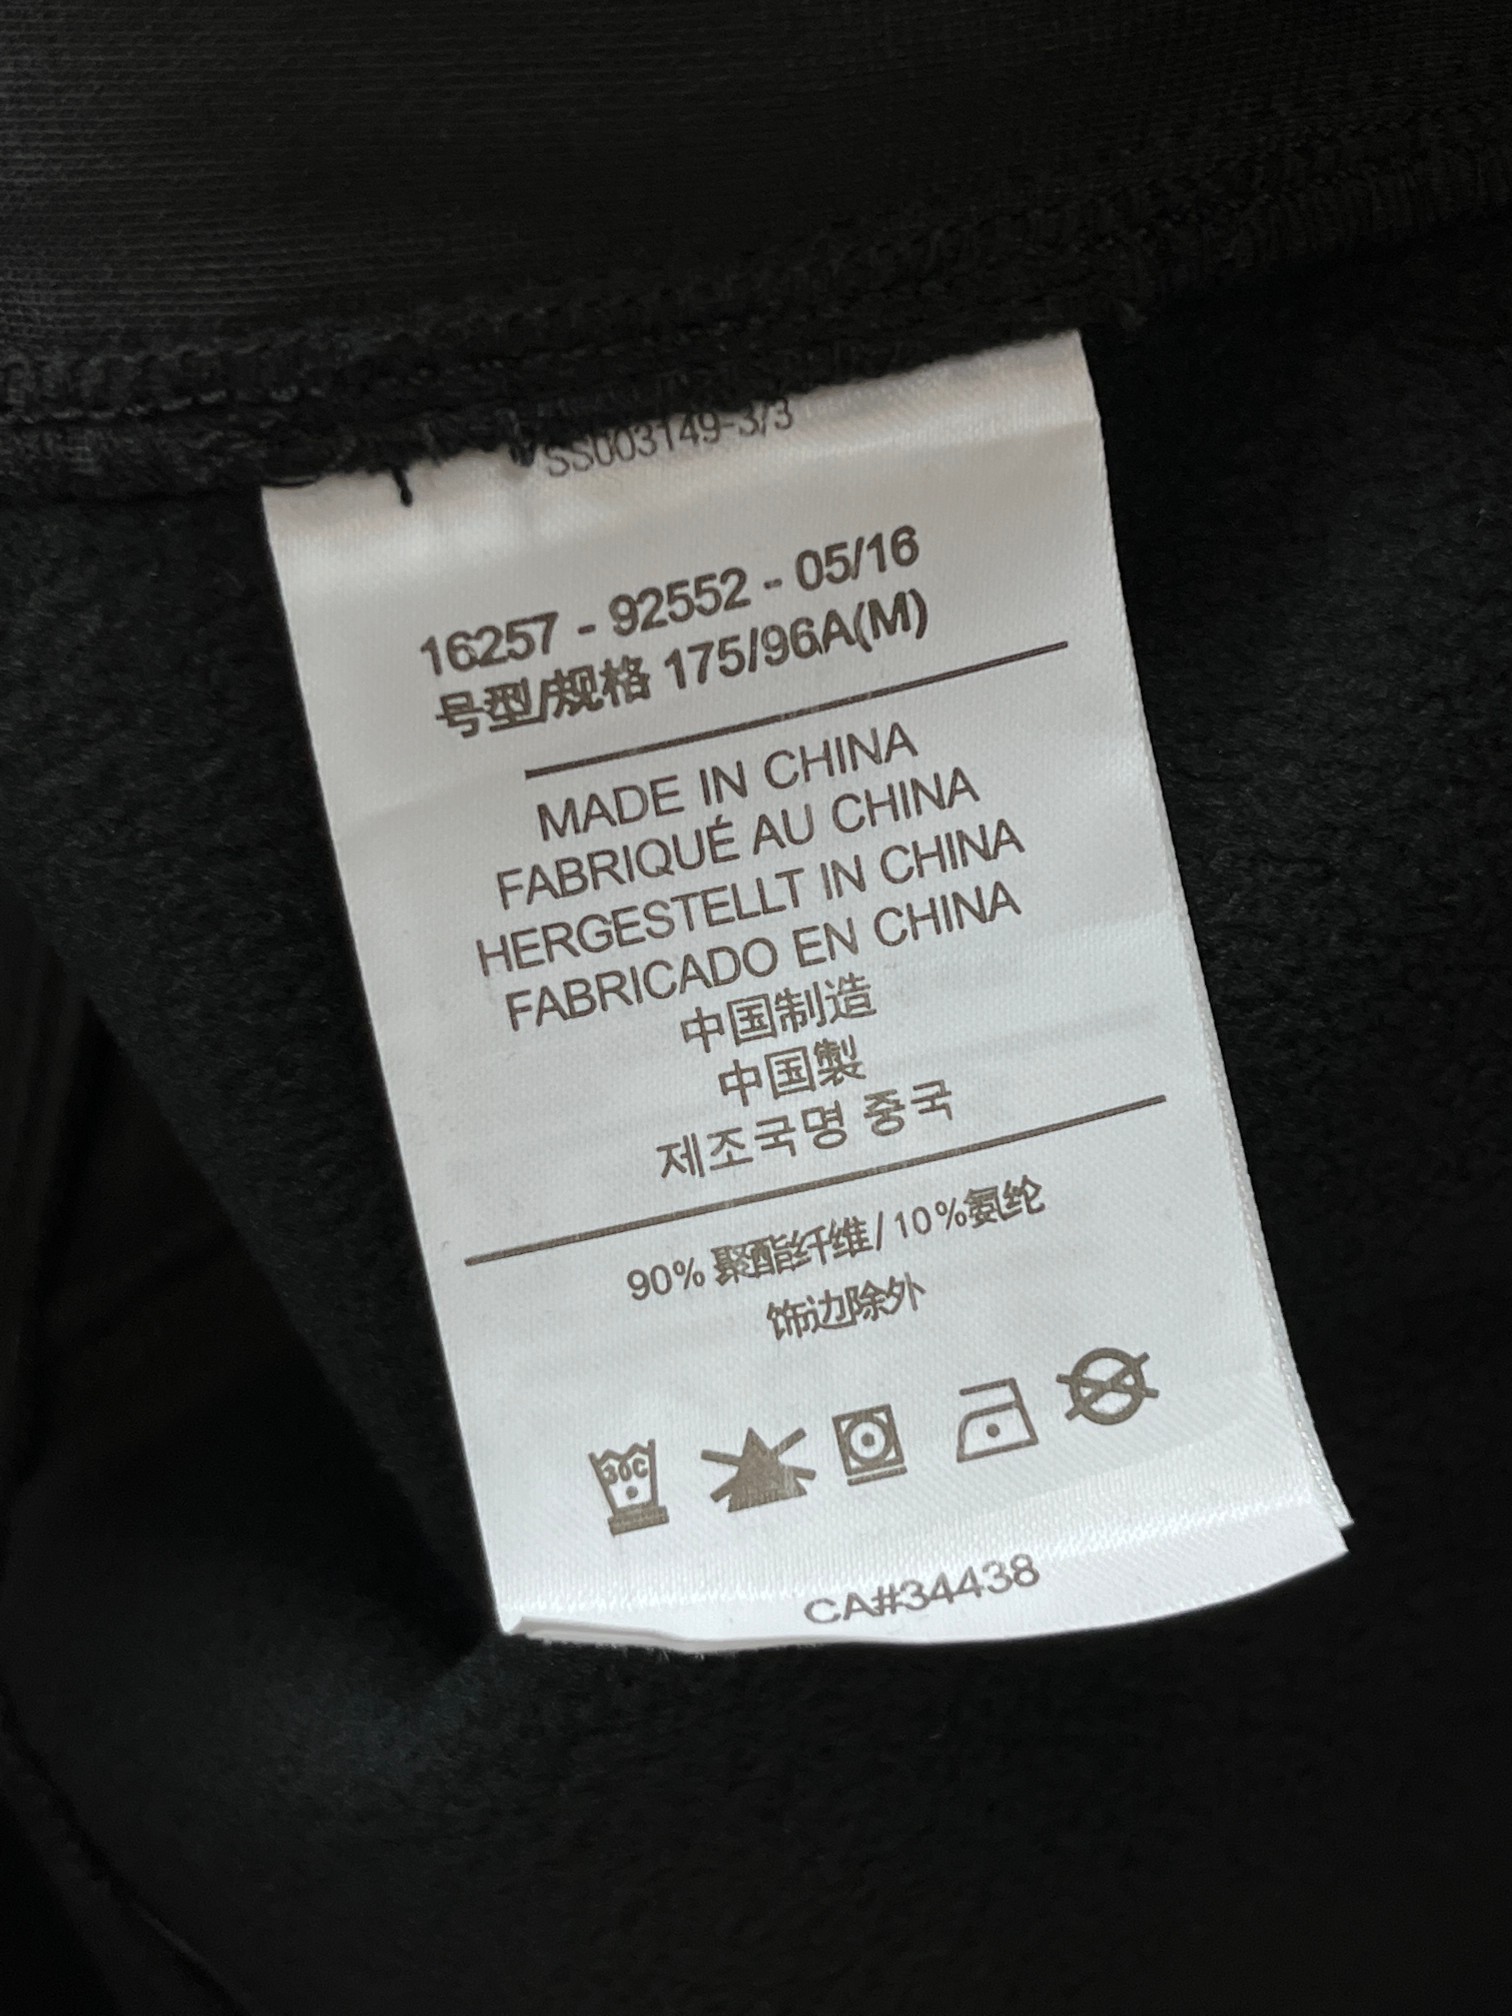 SS003149-3/3
16257 - 92552 - 05/16
号型/规格 175/96A(M)
MADE IN CHINA
FABRIQUÉ AU CHINA
HERGESTELLT IN CHINA
FABRICADO EN CHINA
中国制造
中国製
제조국명 중국
90% 聚酯纤维/10%氨纶
饰边除外
30C
CA#34438